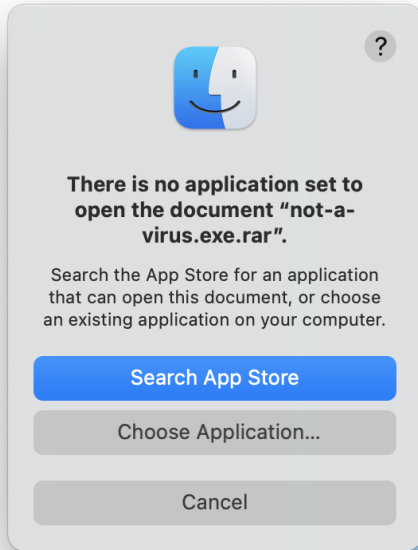 ?
There is no application set to
open the document “not-a-
virus.exe.rar”.
Search the App Store for an application
that can open this document, or choose
an existing application on your computer.
Search App Store
Choose Application...
Cancel